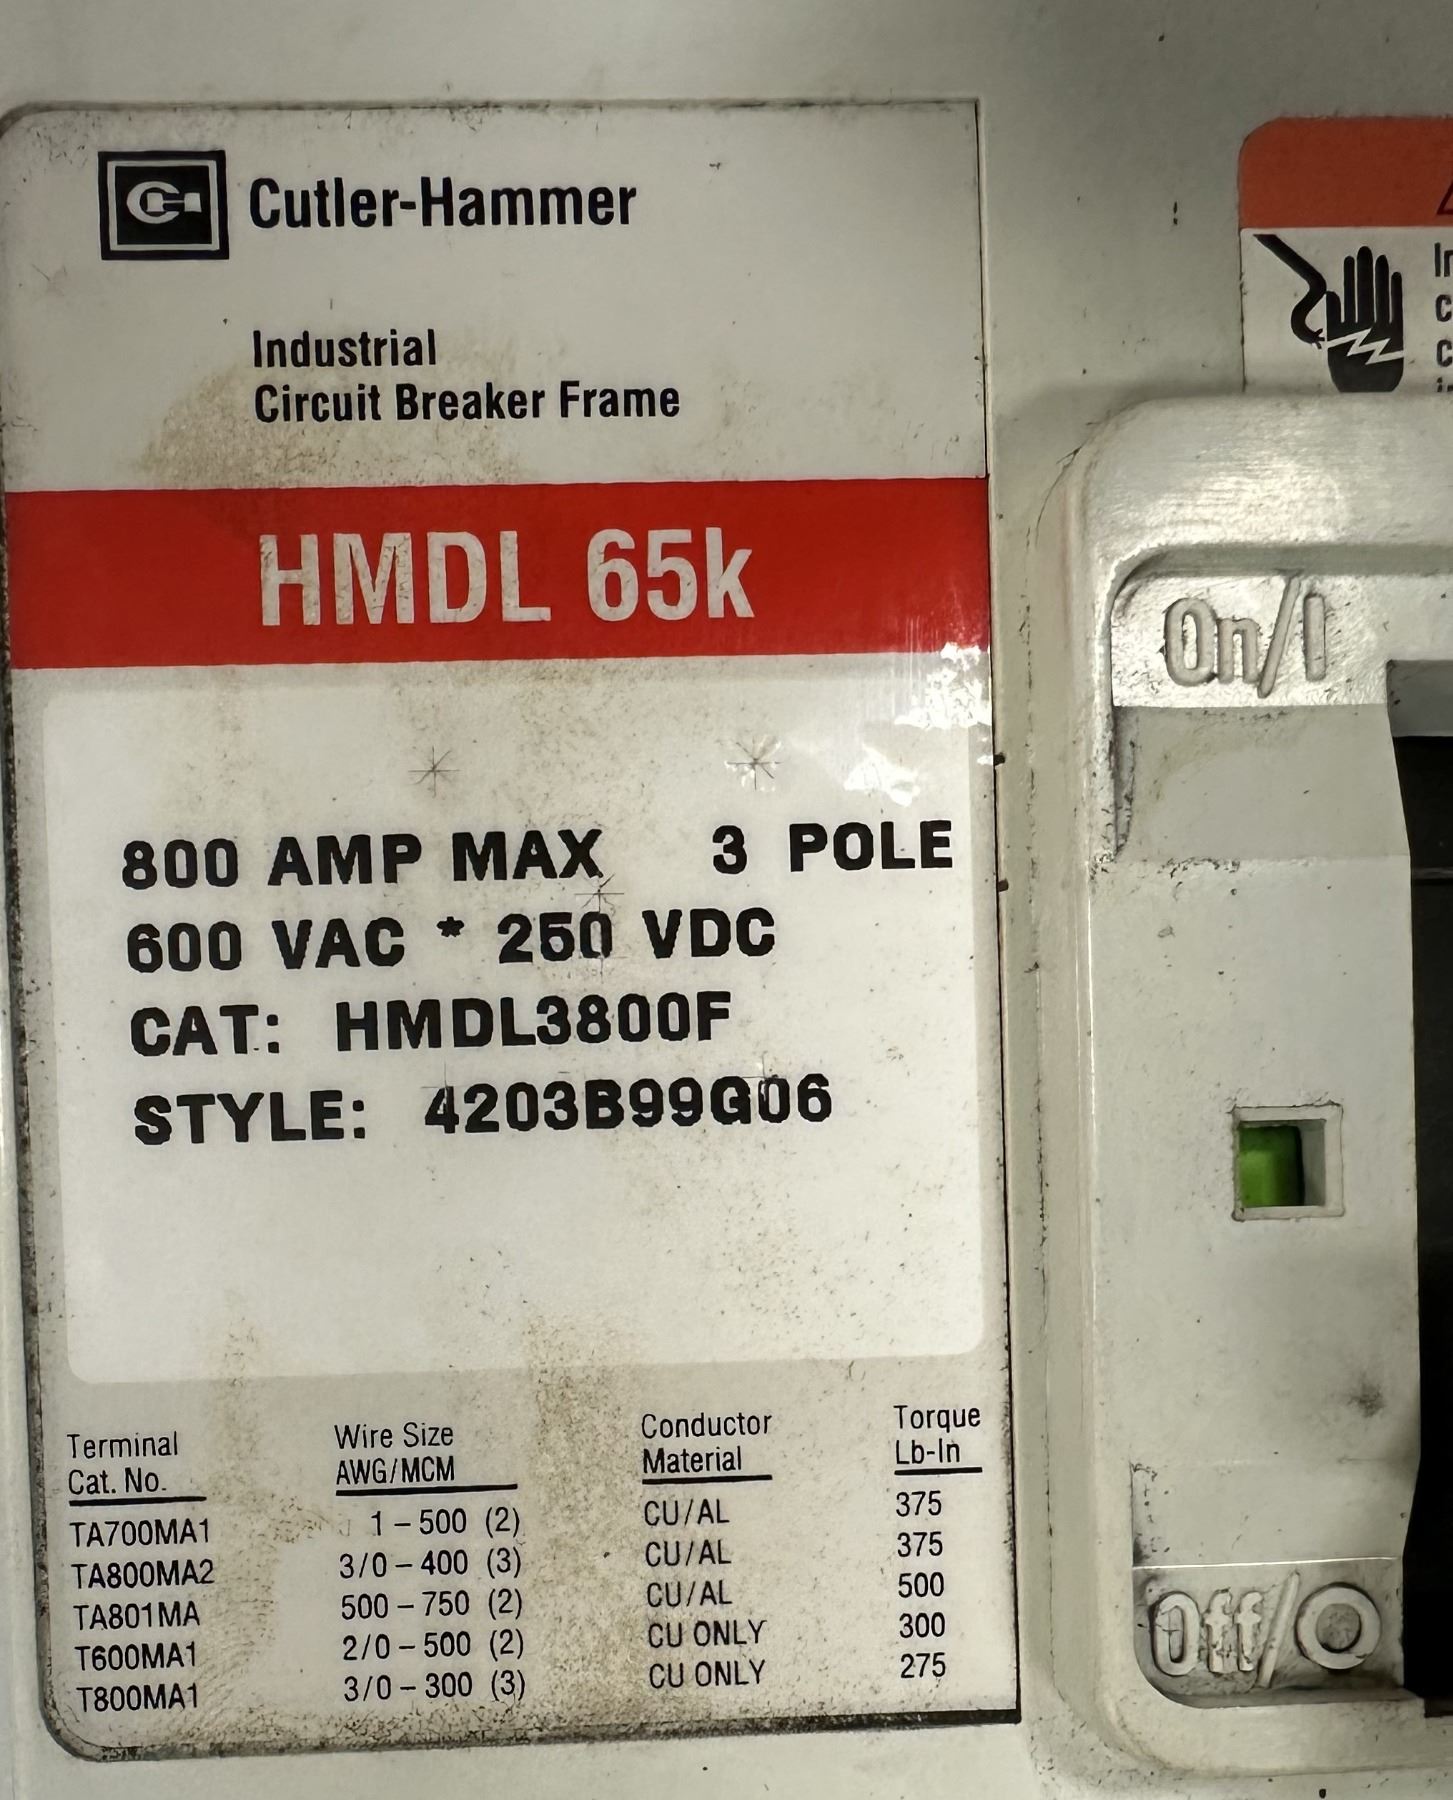 Cutler-Hammer
Industrial
Circuit Breaker Frame
HMDL 65k
800 AMP MAX 3 POLE
600 VAC * 250 VDC
CAT: HMDL3800F
STYLE: 4203B99G06
Terminal Cat. No. Wire Size AWG/MCM Conductor Material Torque Lb-In
TA700MA1 1 – 500 (2) CU/AL 375
TA800MA2 3/0 – 400 (3) CU/AL 375
TA801MA 500 – 750 (2) CU/AL 500
T600MA1 2/0 – 500 (2) CU ONLY 300
T800MA1 3/0 – 300 (3) CU ONLY 275
On/I
Off/O